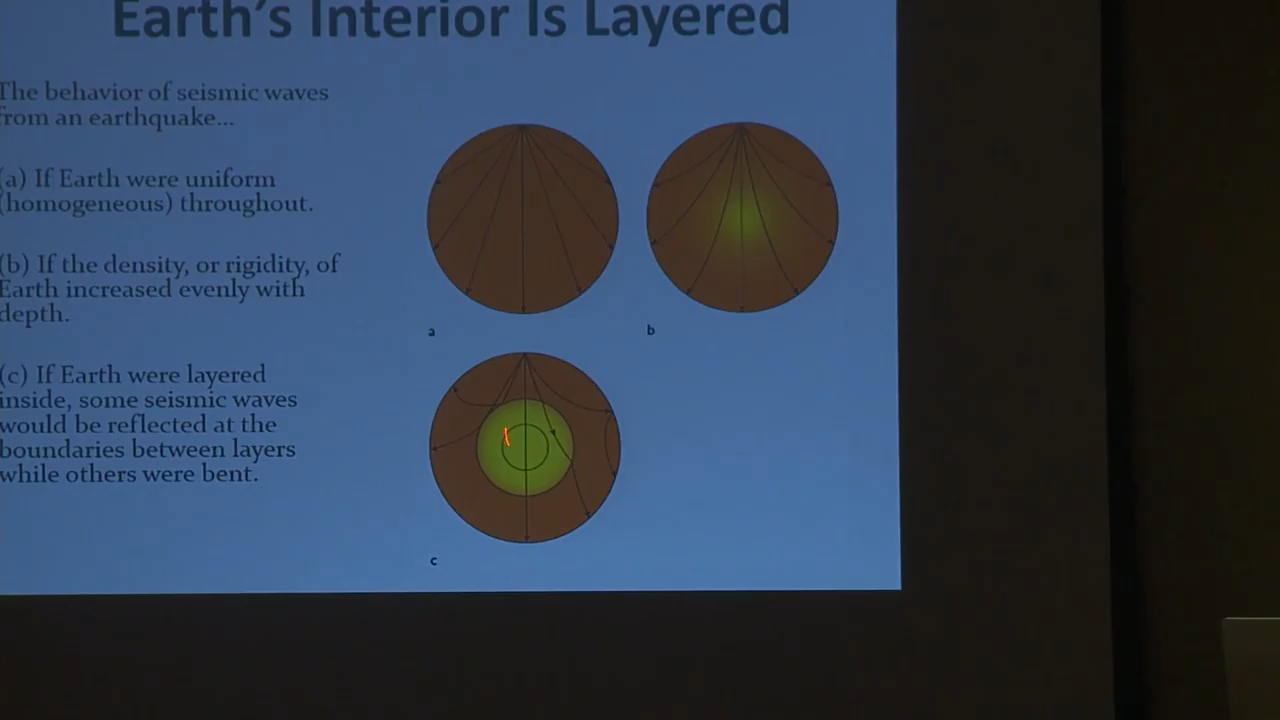 Earth's Interior Is Layered
The behavior of seismic waves
from an earthquake...
(a) If Earth were uniform
(homogeneous) throughout.
(b) If the density, or rigidity, of
Earth increased evenly with
depth.
(c) If Earth were layered
inside, some seismic waves
would be reflected at the
boundaries between layers
while others were bent.
a
b
c